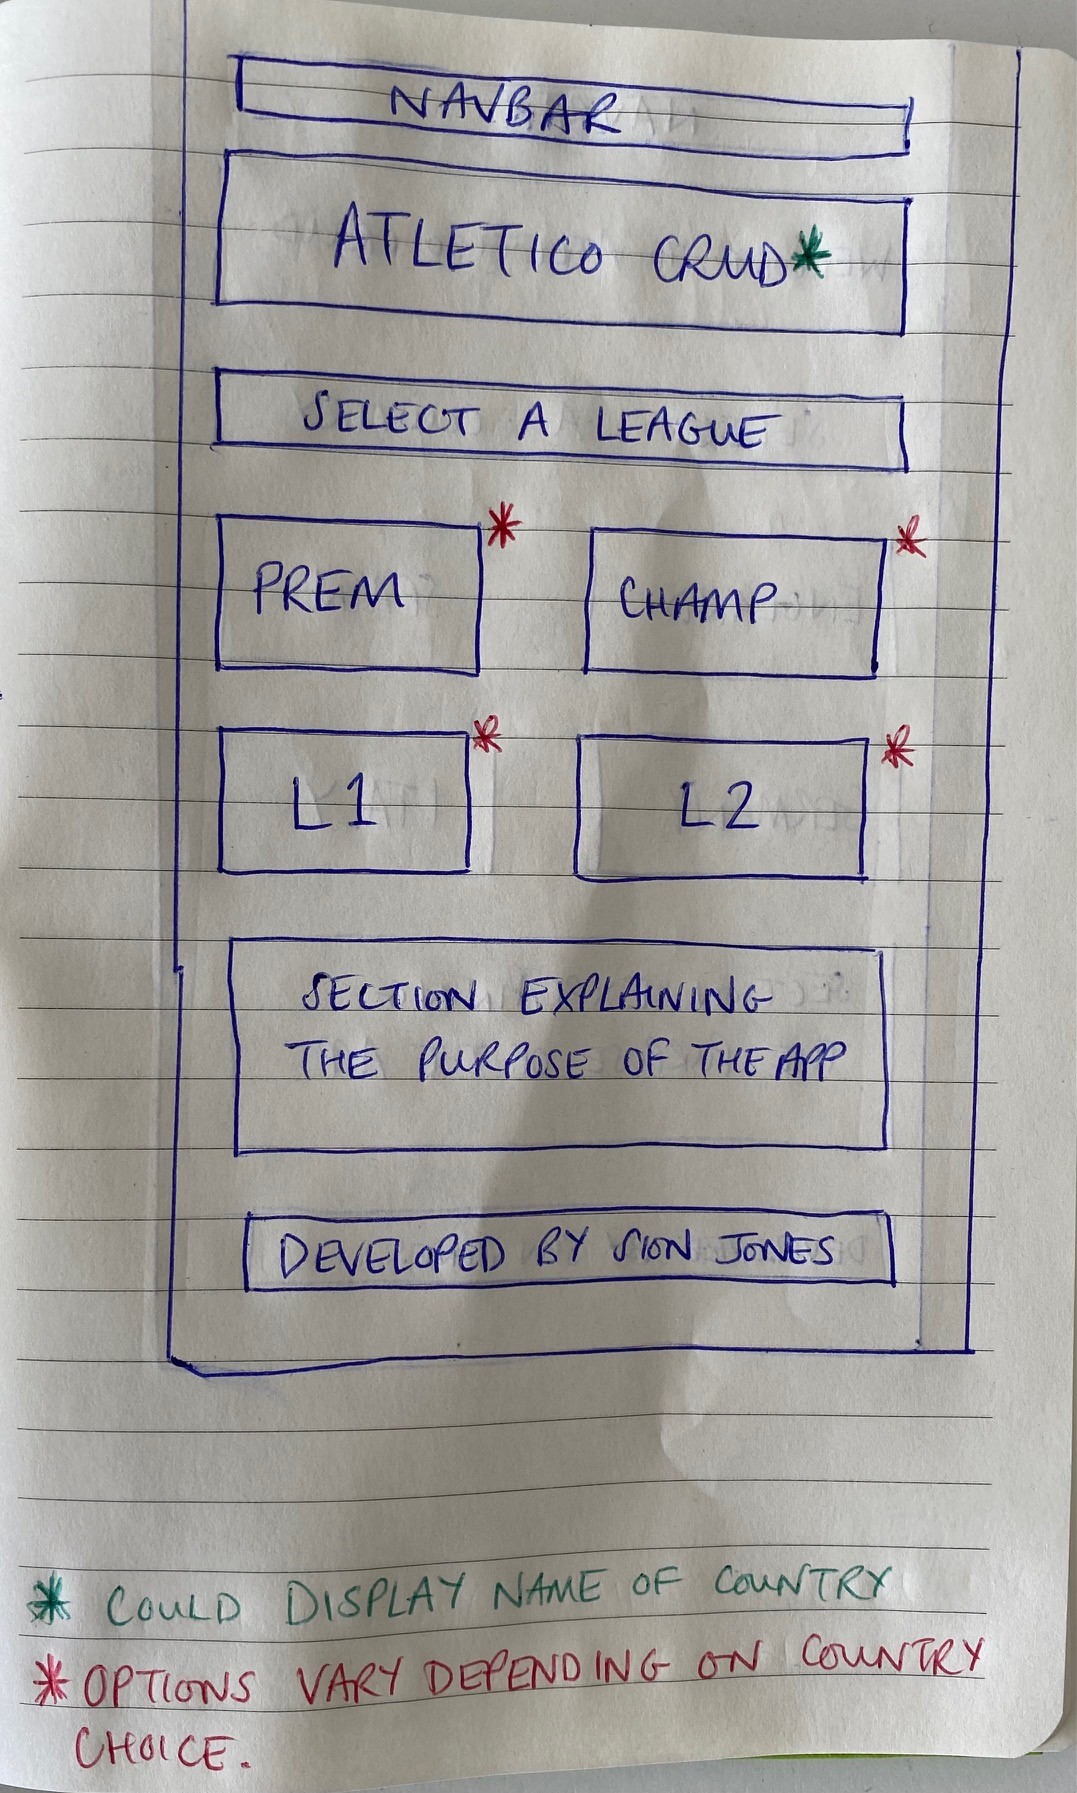 NAVBAR
ATLETICO CRUD*
SELECT A LEAGUE
PREM *
CHAMP *
L1 *
L2 *
SECTION EXPLAINING
THE PURPOSE OF THE APP
DEVELOPED BY SION JONES
* COULD DISPLAY NAME OF COUNTRY
* OPTIONS VARY DEPENDING ON COUNTRY
CHOICE.